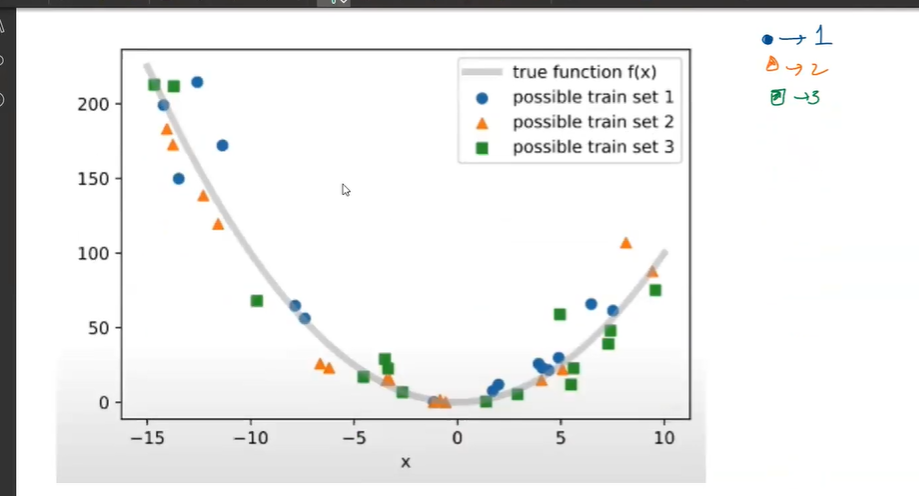 true function f(x)
possible train set 1
possible train set 2
possible train set 3
200
150
100
50
0
−15
−10
−5
0
5
10
x
→ 1
→ 2
→ 3